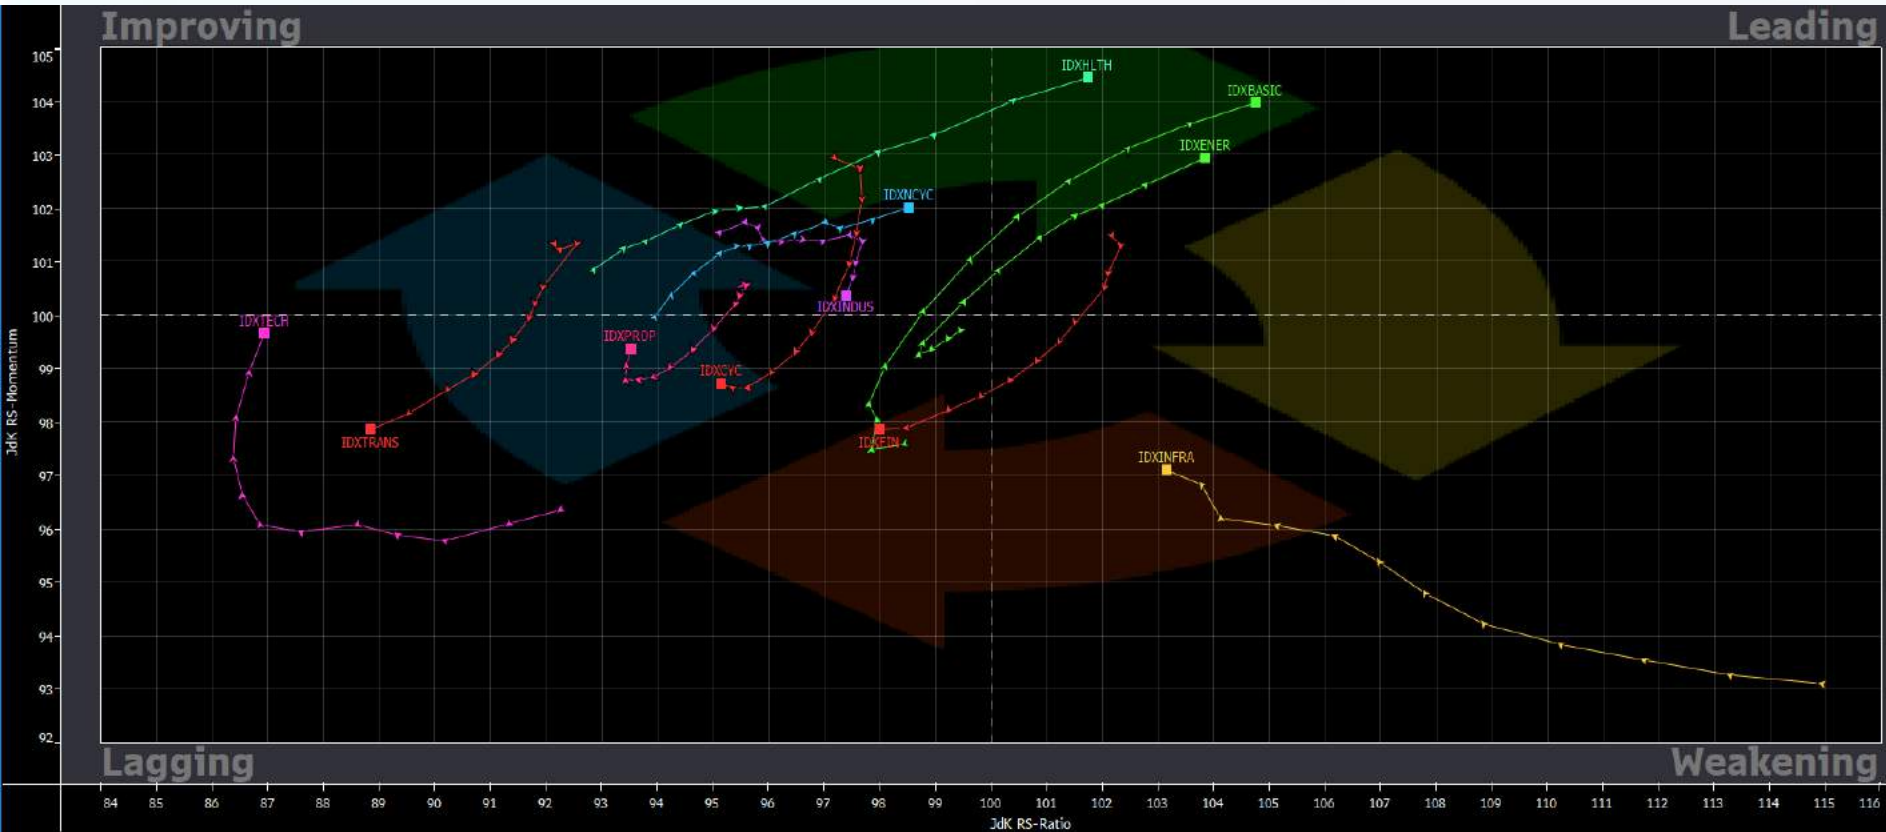 Improving
Leading
105
104
103
102
101
100
99
98
97
96
95
94
93
92
JdK RS-Momentum
IDXHLTH
IDXBASIC
IDXENER
IDXNCYC
IDXINDUS
IDXTECH
IDXPROP
IDXCYC
IDXTRANS
IDXFIN
IDXINFRA
Lagging
Weakening
84 85 86 87 88 89 90 91 92 93 94 95 96 97 98 99 100 101 102 103 104 105 106 107 108 109 110 111 112 113 114 115 116
JdK RS-Ratio